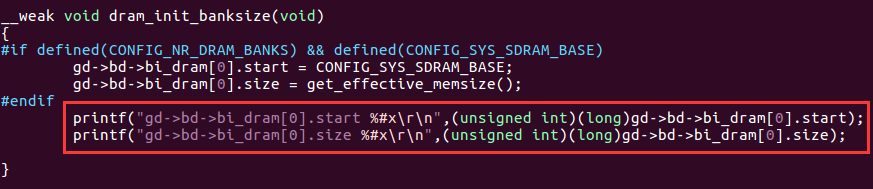 __weak void dram_init_banksize(void)
{
#if defined(CONFIG_NR_DRAM_BANKS) && defined(CONFIG_SYS_SDRAM_BASE)
        gd->bd->bi_dram[0].start = CONFIG_SYS_SDRAM_BASE;
        gd->bd->bi_dram[0].size = get_effective_memsize();
#endif
        printf("gd->bd->bi_dram[0].start %#x\r\n",(unsigned int)(long)gd->bd->bi_dram[0].start);
        printf("gd->bd->bi_dram[0].size %#x\r\n",(unsigned int)(long)gd->bd->bi_dram[0].size);
}